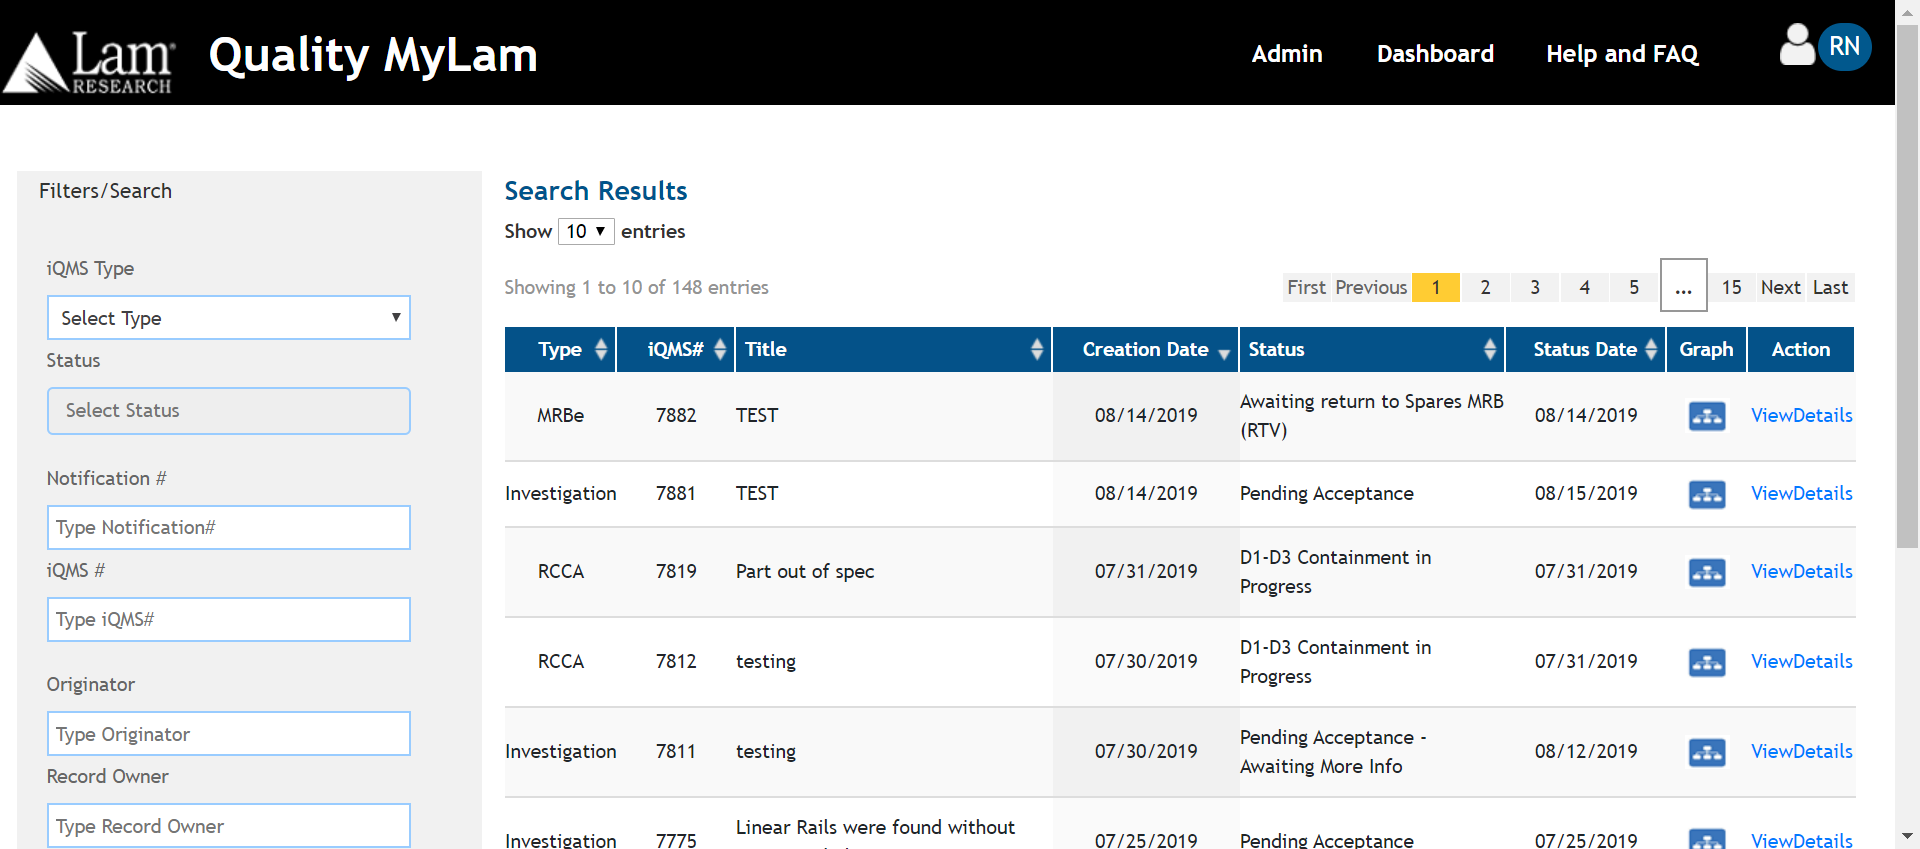 Lam
RESEARCH
Quality MyLam
Admin
Dashboard
Help and FAQ
RN
Filters/Search
iQMS Type
Select Type
Status
Select Status
Notification #
Type Notification#
iQMS #
Type iQMS#
Originator
Type Originator
Record Owner
Type Record Owner
Search Results
Show 10 entries
Showing 1 to 10 of 148 entries
First Previous 1 2 3 4 5 ... 15 Next Last
Type iQMS# Title Creation Date Status Status Date Graph Action
MRBe 7882 TEST 08/14/2019 Awaiting return to Spares MRB 08/14/2019 ViewDetails
(RTV)
Investigation 7881 TEST 08/14/2019 Pending Acceptance 08/15/2019 ViewDetails
RCCA 7819 Part out of spec 07/31/2019 D1-D3 Containment in 07/31/2019 ViewDetails
Progress
RCCA 7812 testing 07/30/2019 D1-D3 Containment in 07/31/2019 ViewDetails
Progress
Investigation 7811 testing 07/30/2019 Pending Acceptance - 08/12/2019 ViewDetails
Awaiting More Info
Investigation 7775 Linear Rails were found without 07/25/2019 Pending Acceptance 07/25/2019 ViewDetails